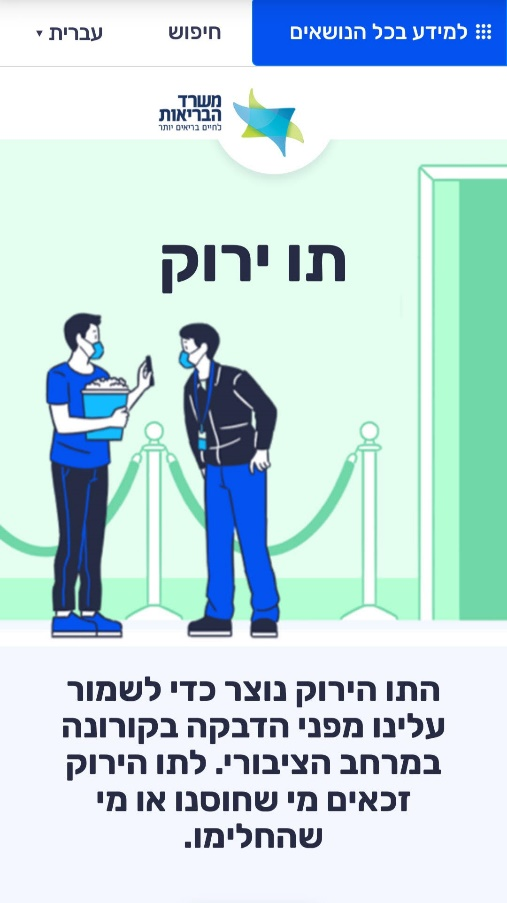 למידע בכל הנושאים
חיפוש
עברית
משרד
הבריאות
לחיים בריאים יותר
תו ירוק
התו הירוק נוצר כדי לשמור
עלינו מפני הדבקה בקורונה
במרחב הציבורי. לתו הירוק
זכאים מי שחוסנו או מי
שהחלימו.